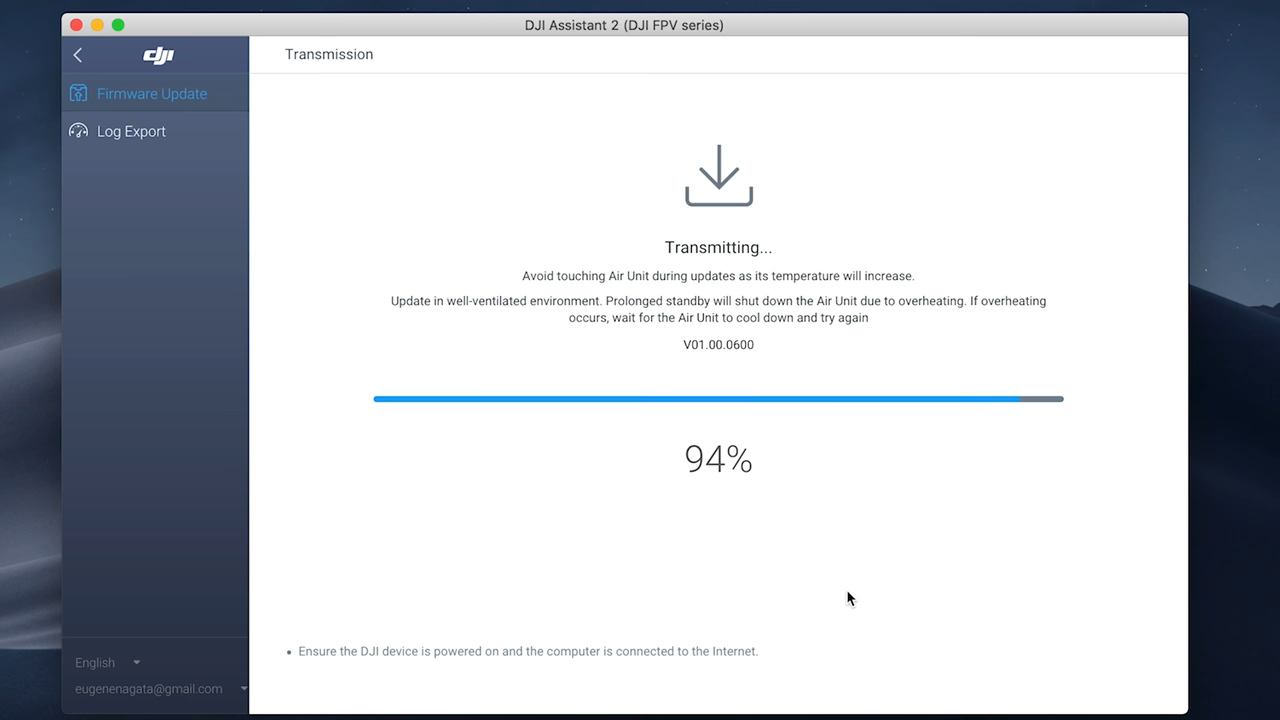 DJI Assistant 2 (DJI FPV series)
dji
Transmission
Firmware Update
Log Export
Transmitting...
Avoid touching Air Unit during updates as its temperature will increase.
Update in well-ventilated environment. Prolonged standby will shut down the Air Unit due to overheating. If overheating
occurs, wait for the Air Unit to cool down and try again
V01.00.0600
94%
Ensure the DJI device is powered on and the computer is connected to the Internet.
English
eugenenagata@gmail.com